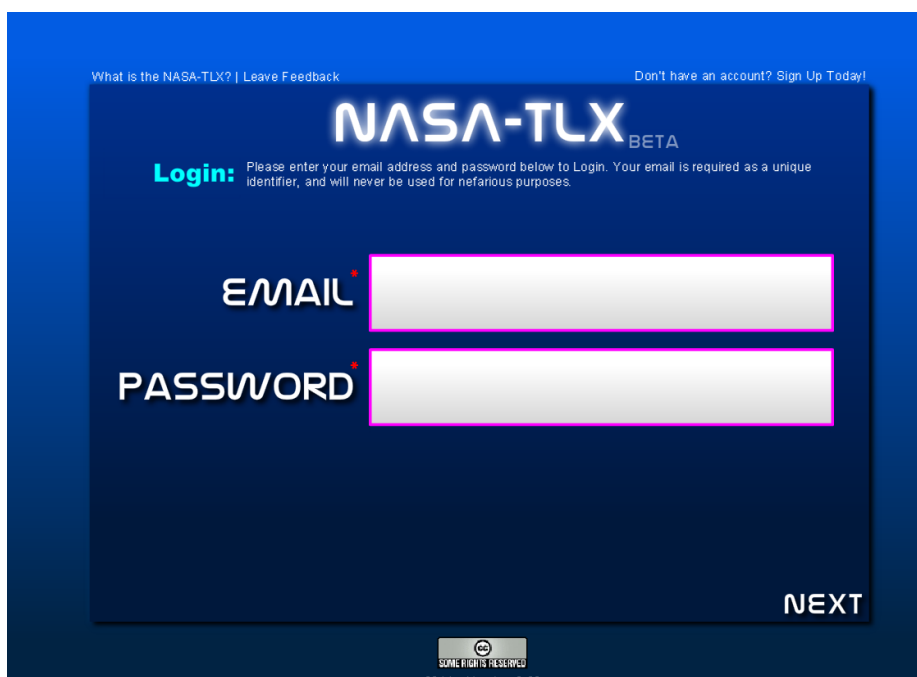 What is the NASA-TLX? | Leave Feedback
Don't have an account? Sign Up Today!
NASA-TLX BETA
Login: Please enter your email address and password below to Login. Your email is required as a unique
identifier, and will never be used for nefarious purposes.
EMAIL*
PASSWORD*
NEXT
cc
SOME RIGHTS RESERVED